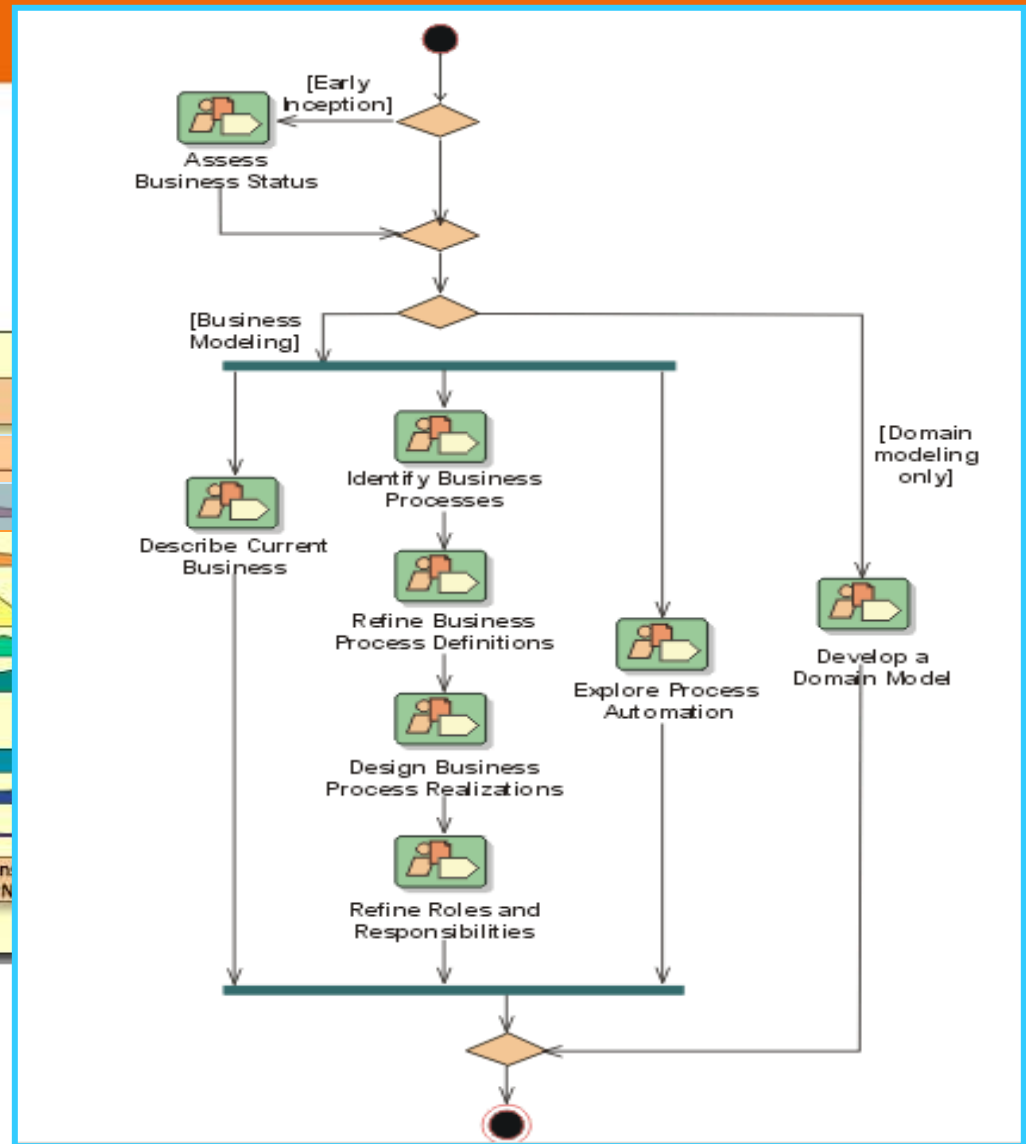 [Early
Inception]
Assess
Business Status
[Business
Modeling]
[Domain
modeling
only]
Identify Business
Processes
Describe Current
Business
Refine Business
Process Definitions
Explore Process
Automation
Develop a
Domain Model
Design Business
Process Realizations
Refine Roles and
Responsibilities